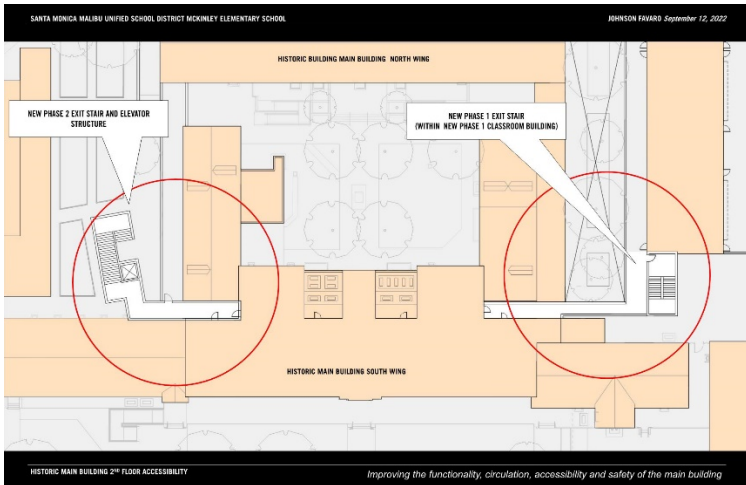 SANTA MONICA MALIBU UNIFIED SCHOOL DISTRICT MCKINLEY ELEMENTARY SCHOOL
JOHNSON FAVARO September 12, 2022
HISTORIC BUILDING MAIN BUILDING NORTH WING
NEW PHASE 2 EXIT STAIR AND ELEVATOR
STRUCTURE
NEW PHASE 1 EXIT STAIR
(WITHIN NEW PHASE 1 CLASSROOM BUILDING)
HISTORIC MAIN BUILDING SOUTH WING
HISTORIC MAIN BUILDING 2ND FLOOR ACCESSIBILITY
Improving the functionality, circulation, accessibility and safety of the main building